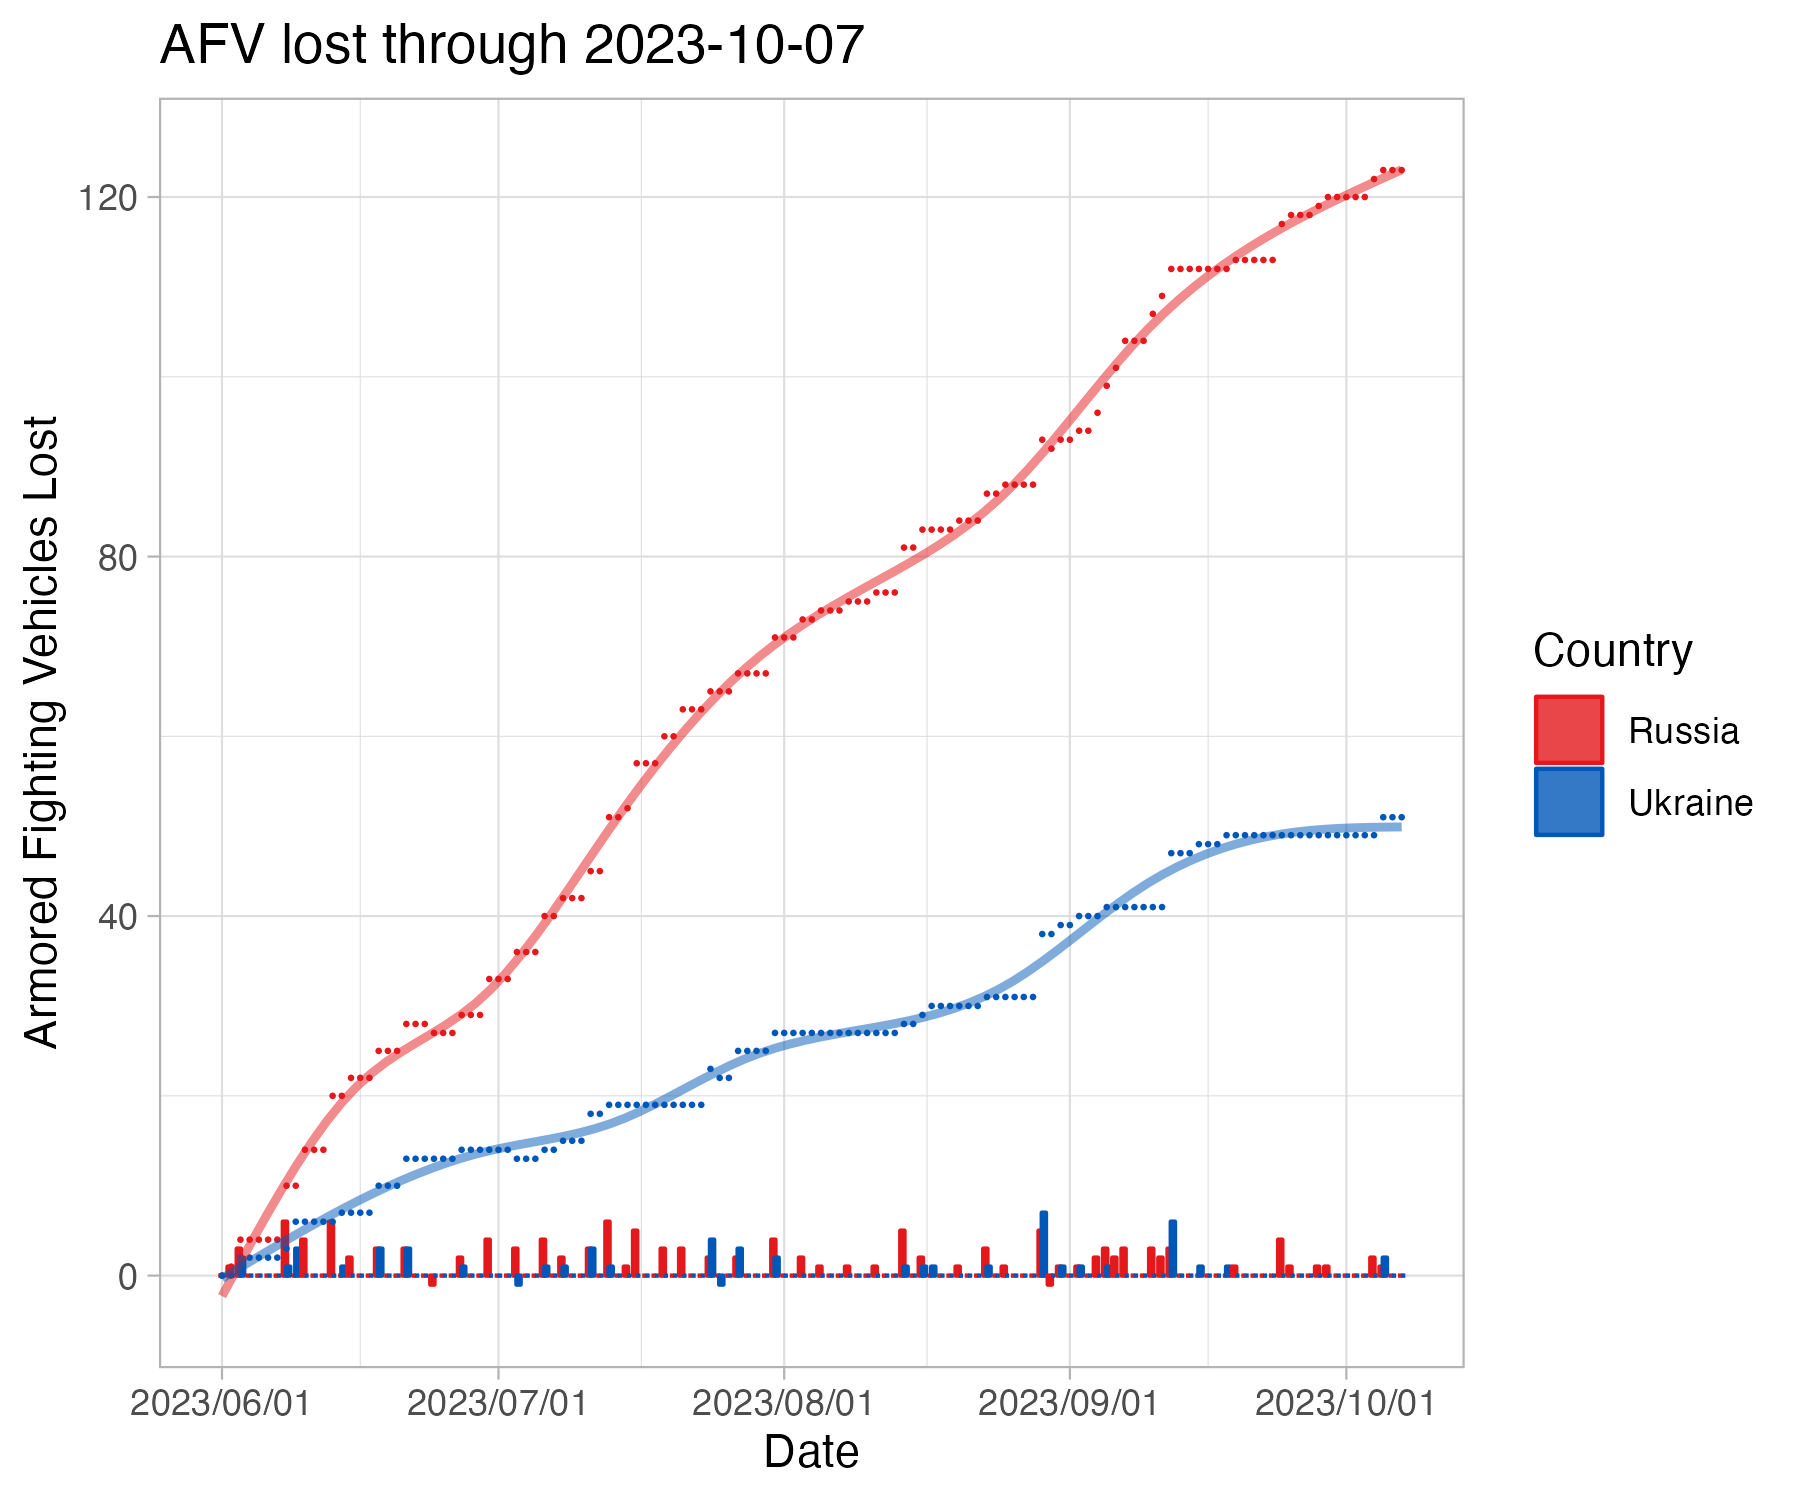 AFV lost through 2023-10-07
Armored Fighting Vehicles Lost
120
80
40
0
2023/06/01
2023/07/01
2023/08/01
2023/09/01
2023/10/01
Date
Country
Russia
Ukraine